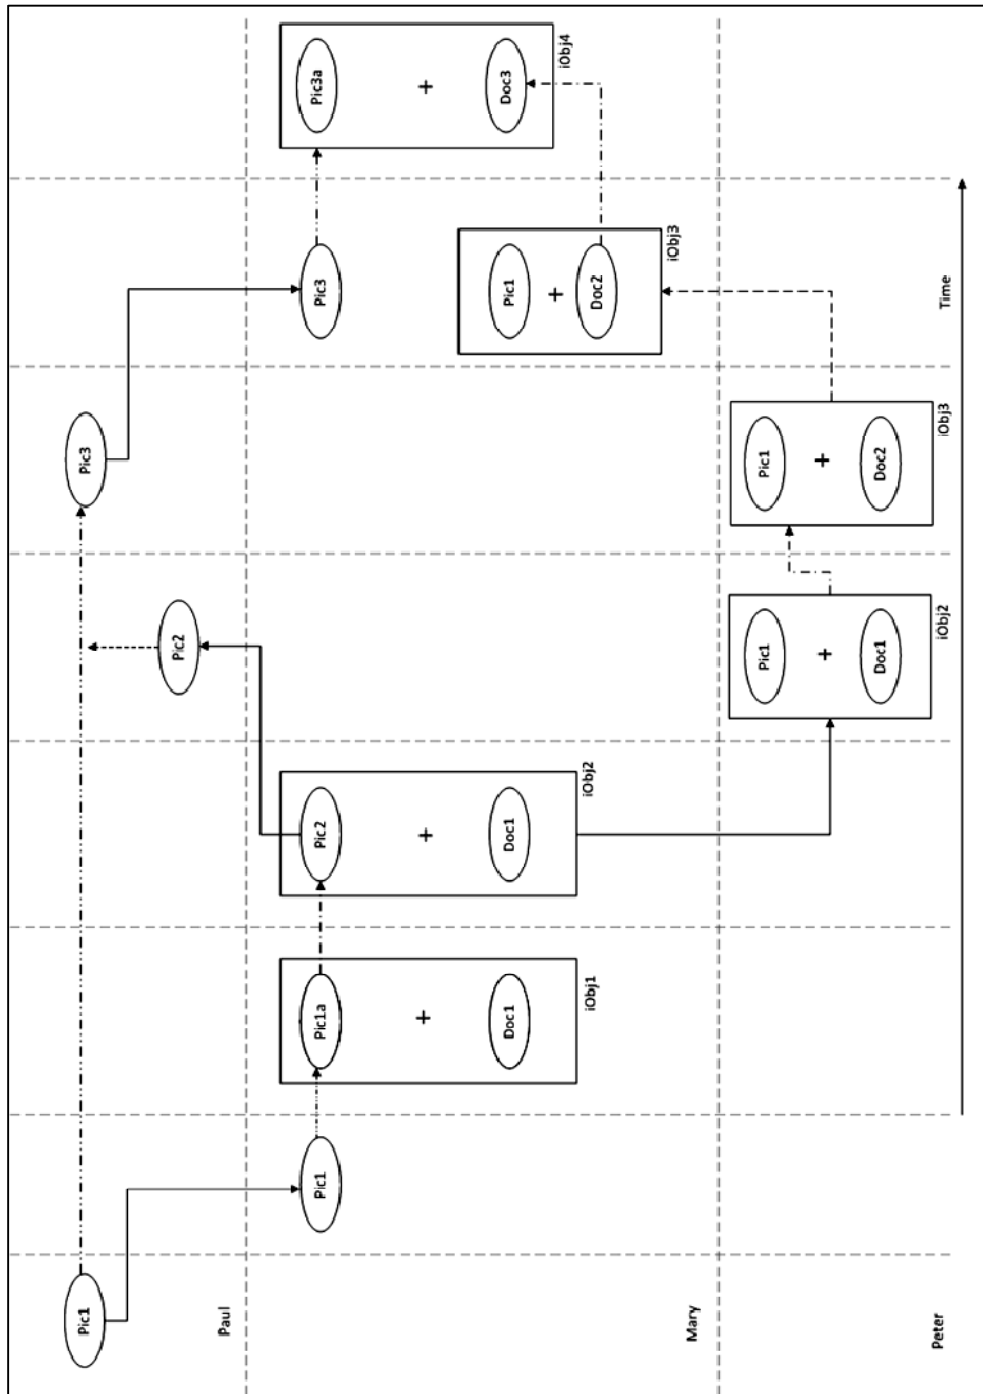 Pic1
Pic3
Pic2
Paul
Pic1
Pic1a
+
Doc1
iObj1
Pic2
+
Doc1
iObj2
Pic3
Pic1
+
Doc2
iObj3
Pic3a
+
Doc3
iObj4
Mary
Pic1
+
Doc1
iObj2
Pic1
+
Doc2
iObj3
Peter
Time